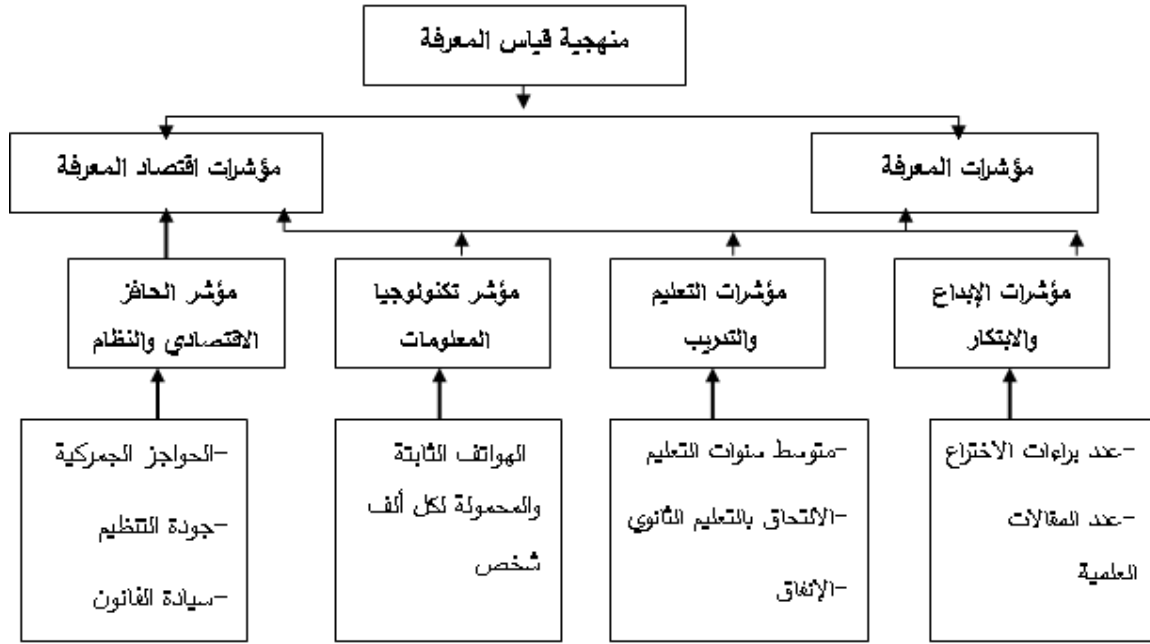 منهجية قياس المعرفة
مؤشرات المعرفة
مؤشرات اقتصاد المعرفة
مؤشرات الإبداع
والابتكار
مؤشرات التعليم
والتدريب
مؤشر تكنولوجيا
المعلومات
مؤشر الحافز
الاقتصادي والنظام
-عدد براءات الاختراع
-عدد المقالات
العلمية
-متوسط سنوات التعليم
-الالتحاق بالتعليم الثانوي
-الإنفاق
الهواتف الثابتة
والمحمولة لكل ألف
شخص
-الحواجز الجمركية
-جودة التنظيم
-سيادة القانون